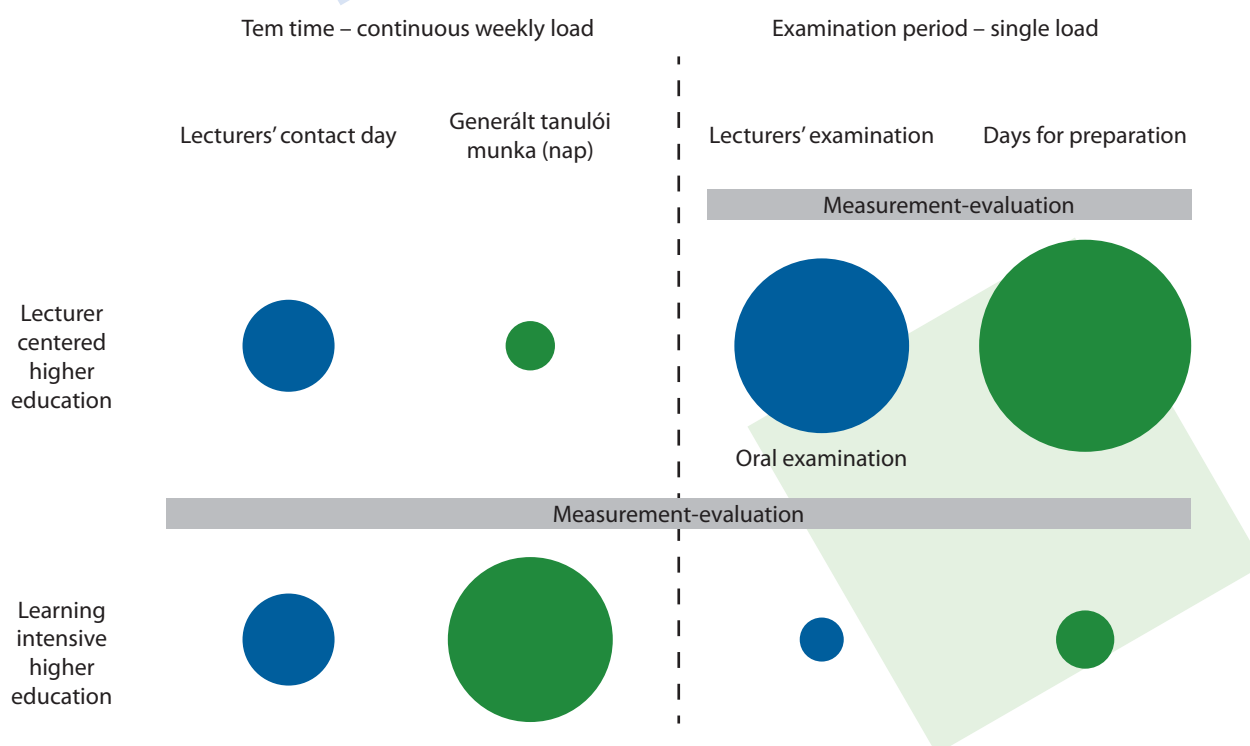 Tem time – continuous weekly load
Examination period – single load
Lecturers’ contact day
Generált tanulói
munka (nap)
Lecturers’ examination
Days for preparation
Measurement-evaluation
Lecturer
centered
higher
education
Oral examination
Measurement-evaluation
Learning
intensive
higher
education